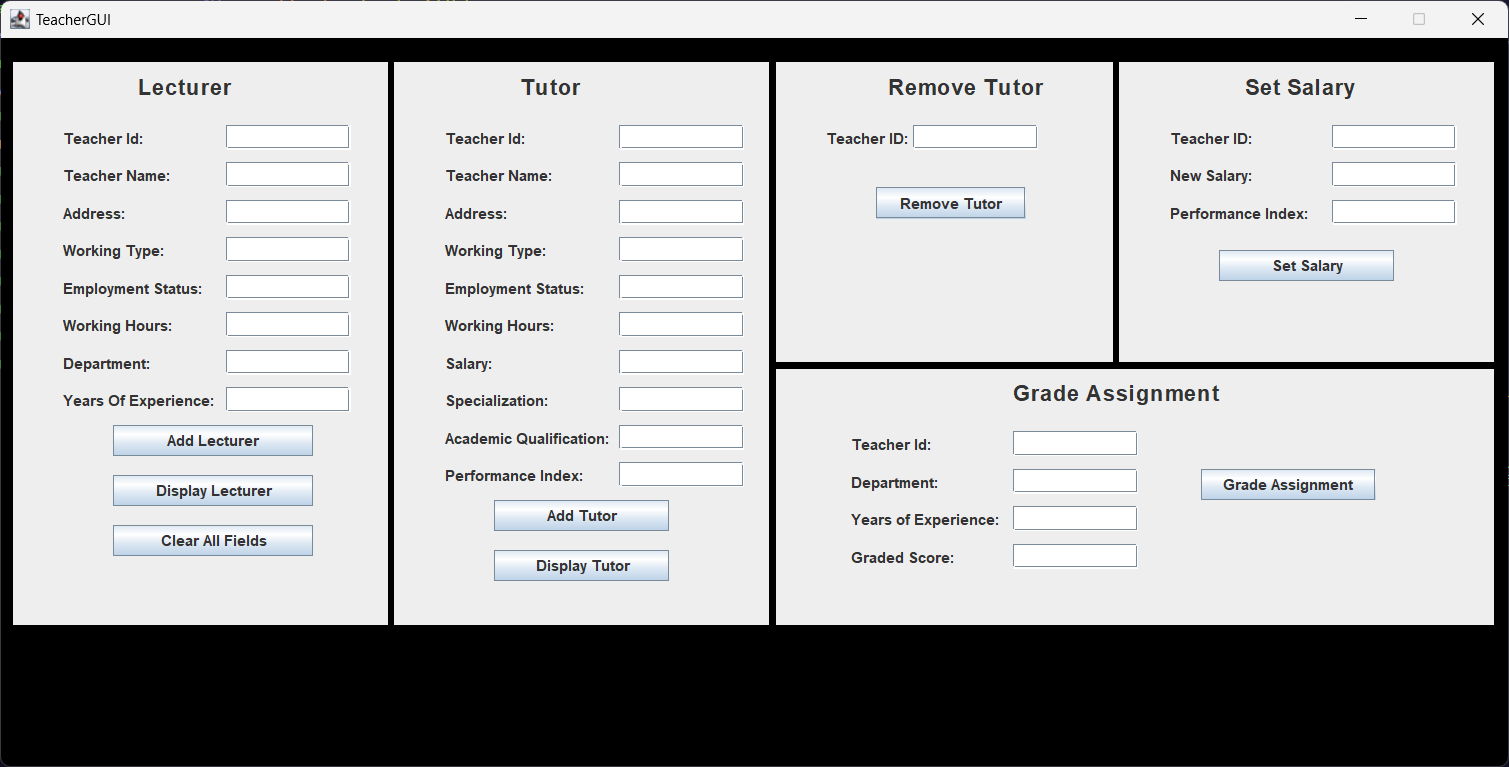 TeacherGUI
Lecturer
Teacher Id:
Teacher Name:
Address:
Working Type:
Employment Status:
Working Hours:
Department:
Years Of Experience:
Add Lecturer
Display Lecturer
Clear All Fields
Tutor
Teacher Id:
Teacher Name:
Address:
Working Type:
Employment Status:
Working Hours:
Salary:
Specialization:
Academic Qualification:
Performance Index:
Add Tutor
Display Tutor
Remove Tutor
Teacher ID:
Remove Tutor
Set Salary
Teacher ID:
New Salary:
Performance Index:
Set Salary
Grade Assignment
Teacher Id:
Department:
Years of Experience:
Graded Score:
Grade Assignment